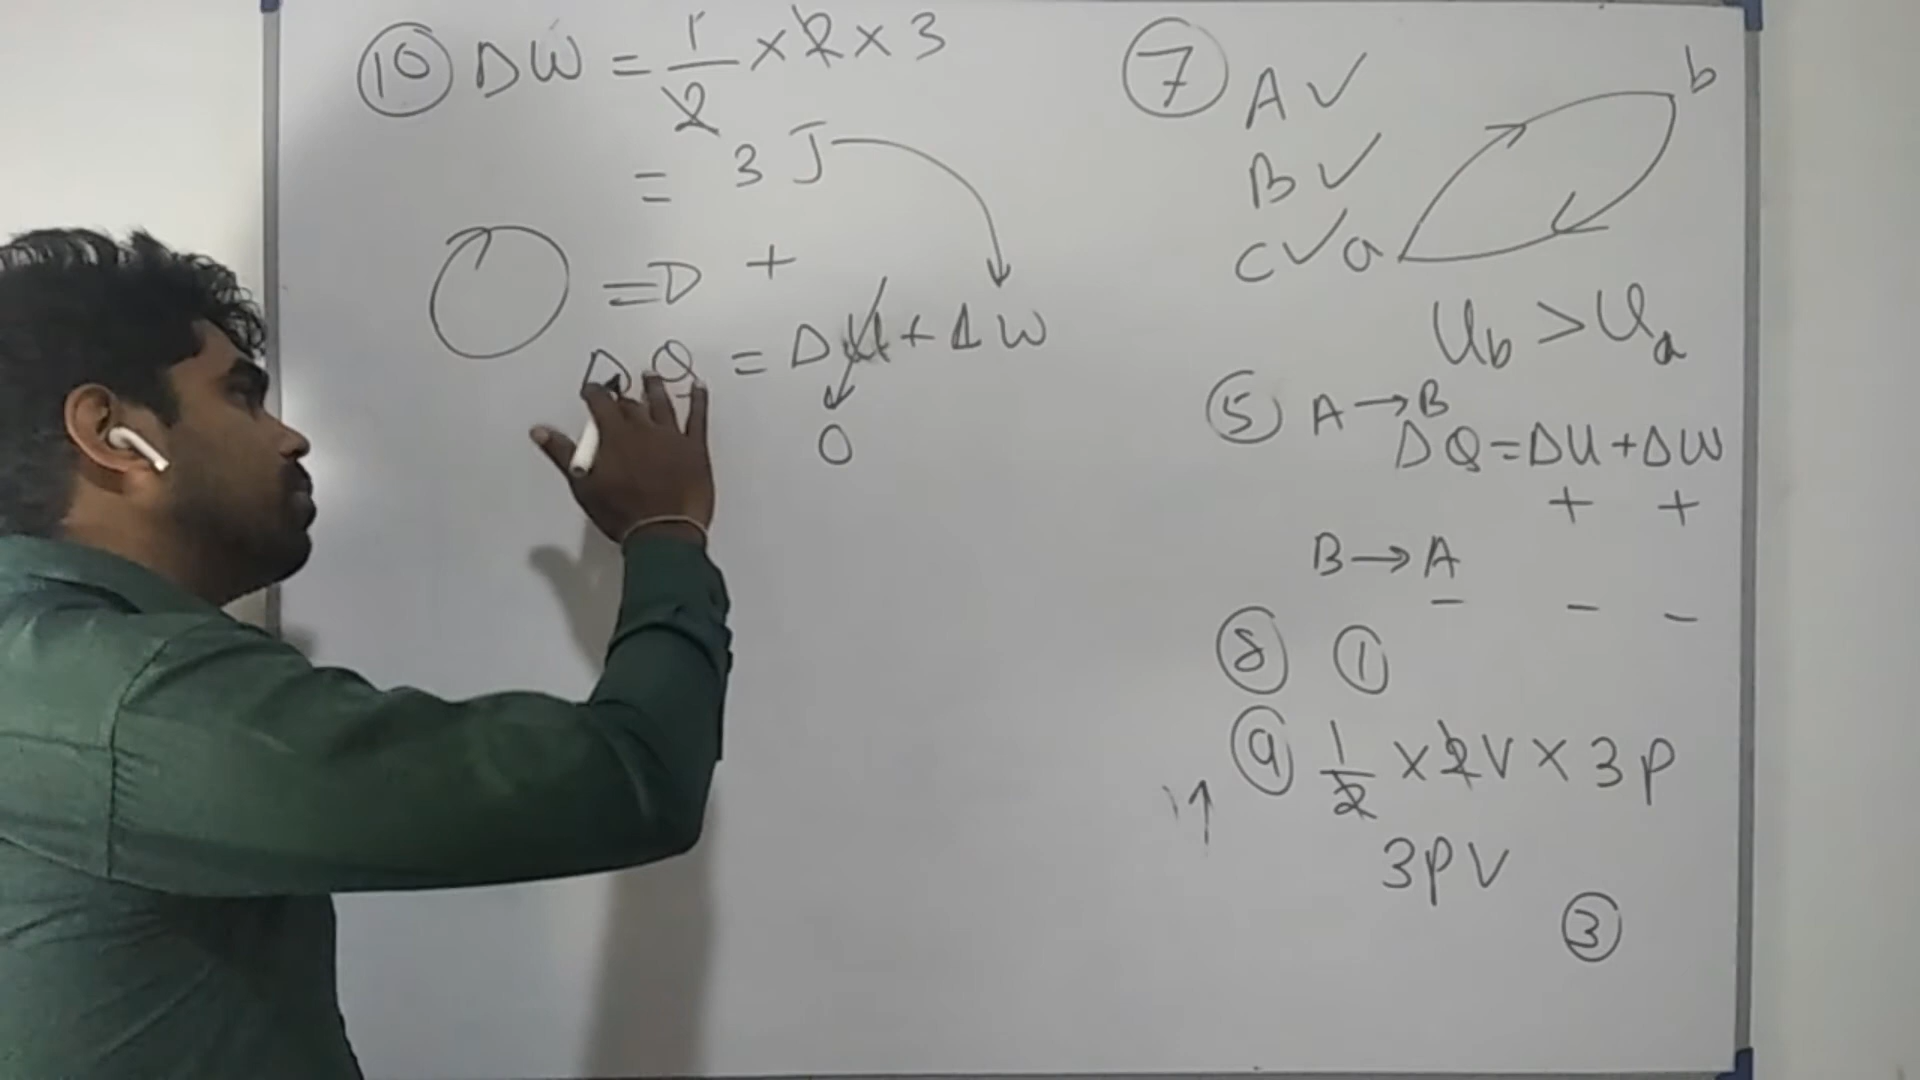 ⑩ ΔW = 1/2 × 2 × 3
= 3 J
⇒ +
ΔQ = ΔU + ΔW
0
⑦ A ✓
B ✓
C ✓
a
b
U_b > U_a
⑤ A → B
ΔQ = ΔU + ΔW
+ +
B → A
- - -
⑧ ①
⑨ 1/2 × 2V × 3P
3PV
③